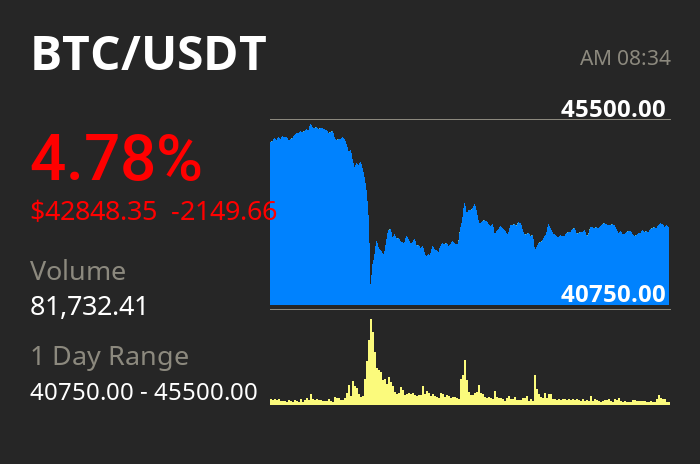 BTC/USDT
AM 08:34
45500.00
4.78%
$42848.35 -2149.66
Volume
81,732.41
40750.00
1 Day Range
40750.00 - 45500.00